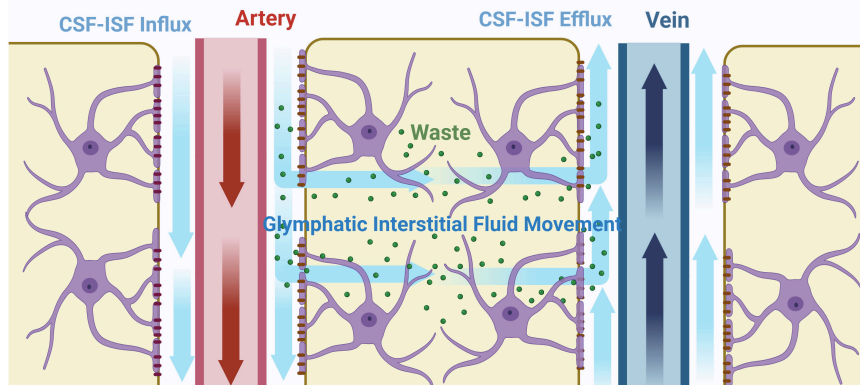 CSF-ISF Influx
Artery
CSF-ISF Efflux
Vein
Waste
Glymphatic Interstitial Fluid Movement